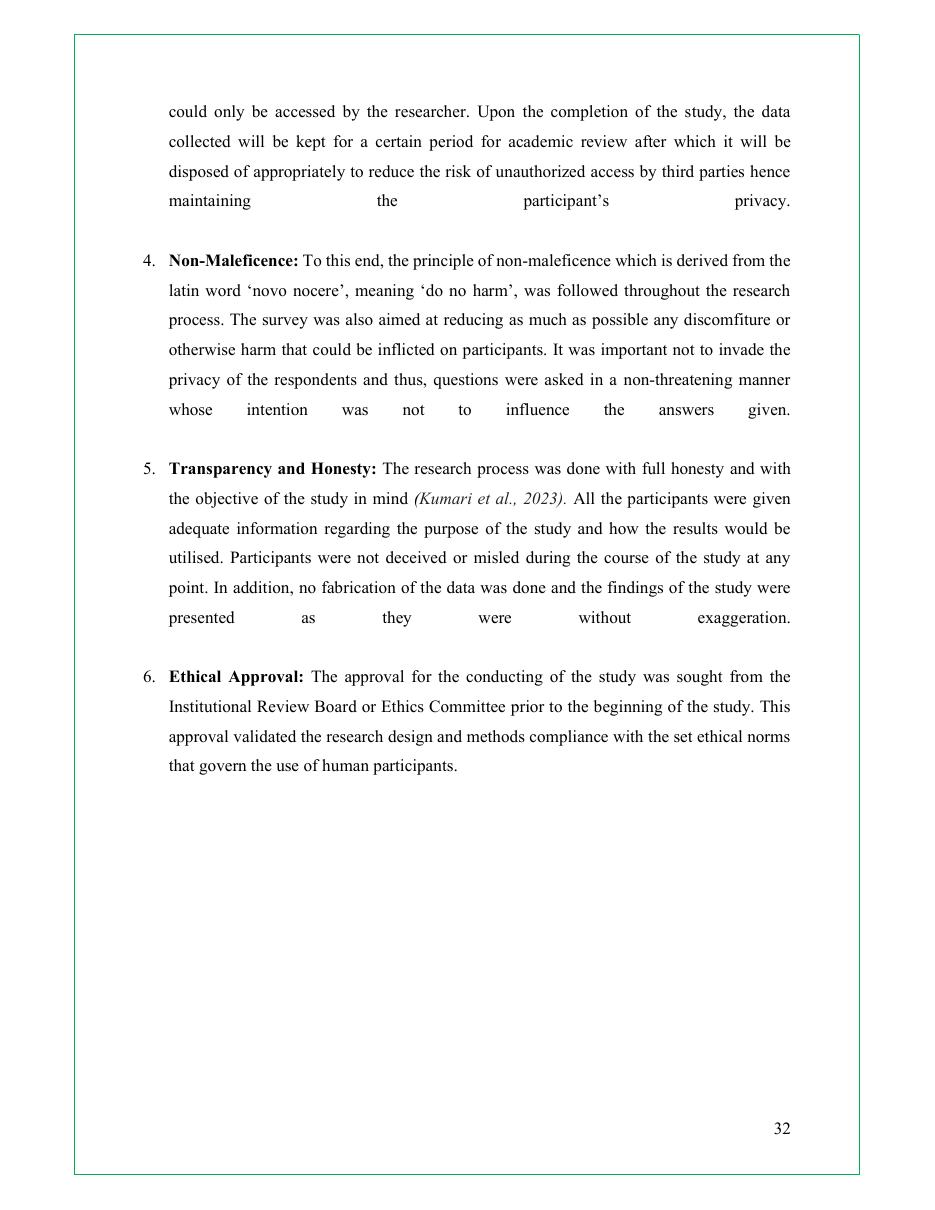 could only be accessed by the researcher. Upon the completion of the study, the data
collected will be kept for a certain period for academic review after which it will be
disposed of appropriately to reduce the risk of unauthorized access by third parties hence
maintaining the participant’s privacy.
4. Non-Maleficence: To this end, the principle of non-maleficence which is derived from the
latin word ‘novo nocere’, meaning ‘do no harm’, was followed throughout the research
process. The survey was also aimed at reducing as much as possible any discomfiture or
otherwise harm that could be inflicted on participants. It was important not to invade the
privacy of the respondents and thus, questions were asked in a non-threatening manner
whose intention was not to influence the answers given.
5. Transparency and Honesty: The research process was done with full honesty and with
the objective of the study in mind (Kumari et al., 2023). All the participants were given
adequate information regarding the purpose of the study and how the results would be
utilised. Participants were not deceived or misled during the course of the study at any
point. In addition, no fabrication of the data was done and the findings of the study were
presented as they were without exaggeration.
6. Ethical Approval: The approval for the conducting of the study was sought from the
Institutional Review Board or Ethics Committee prior to the beginning of the study. This
approval validated the research design and methods compliance with the set ethical norms
that govern the use of human participants.
32